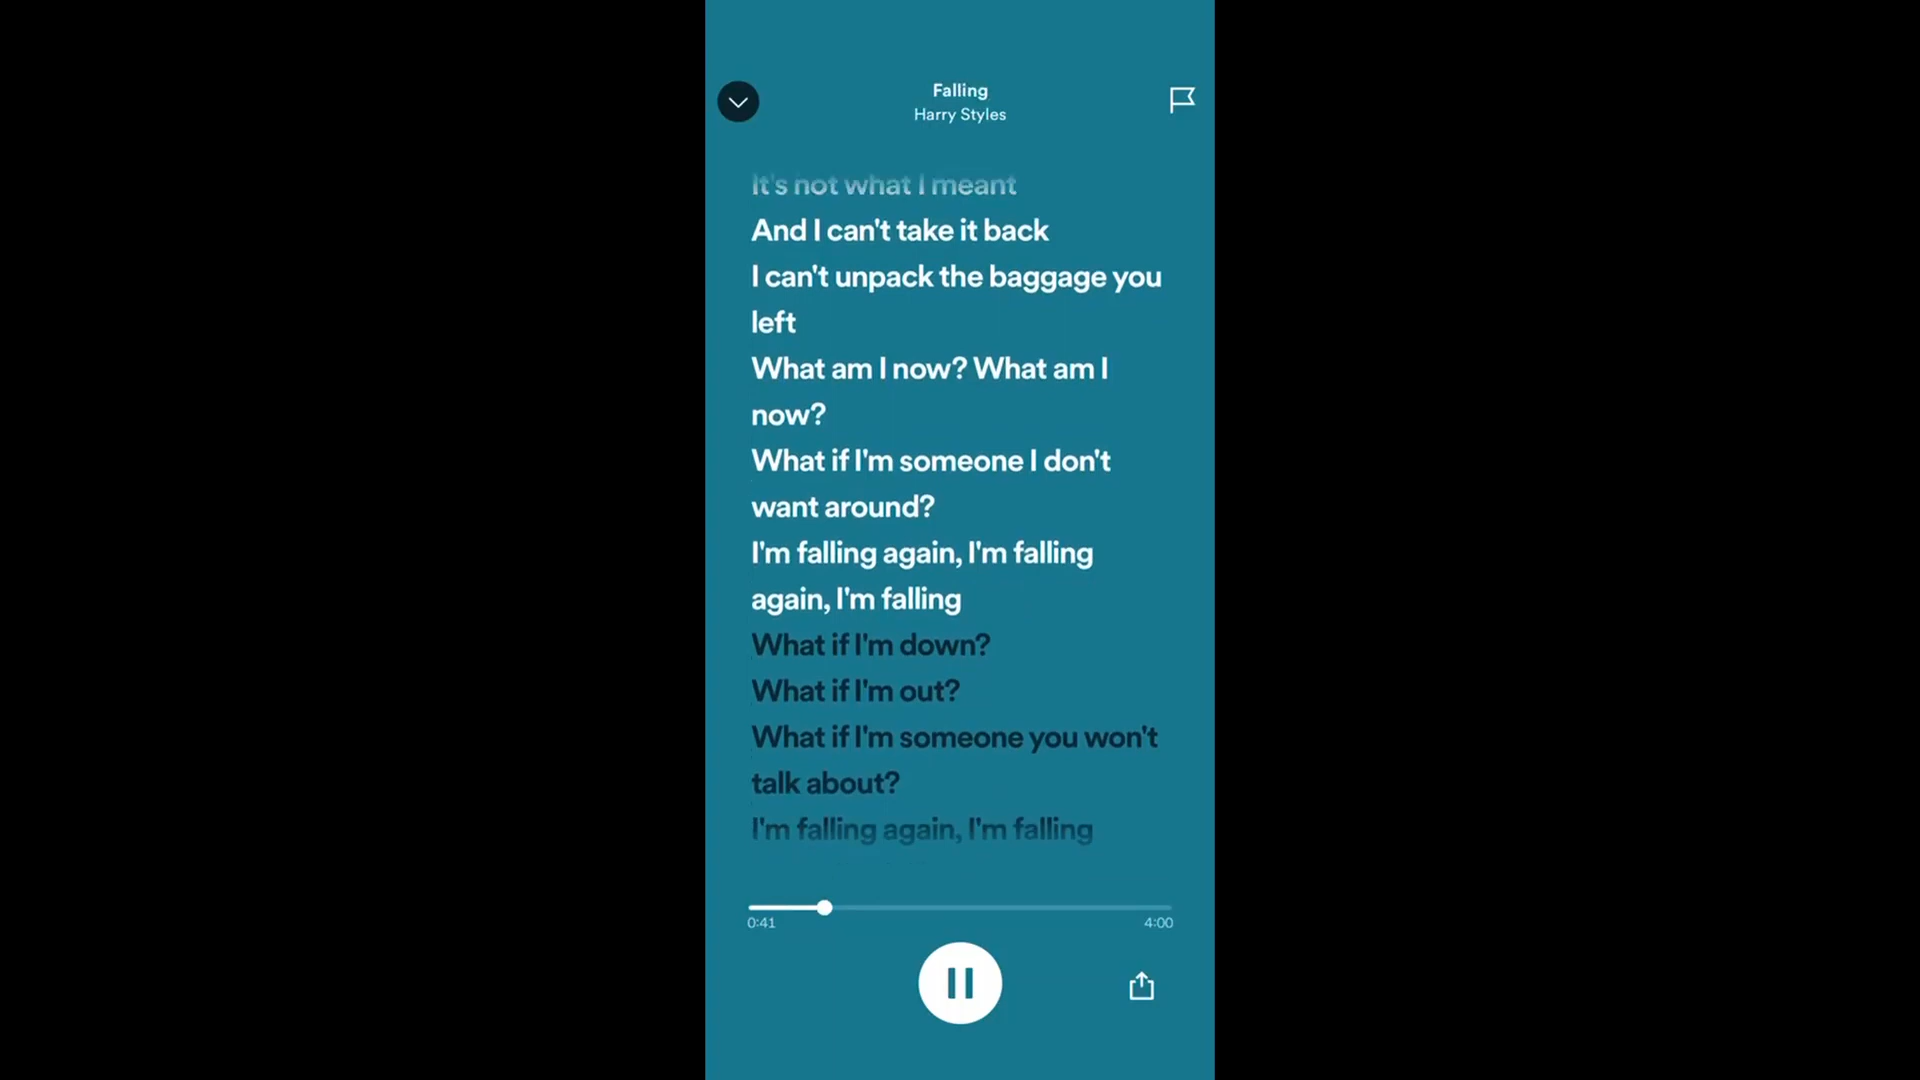 Falling
Harry Styles
It's not what I meant
And I can't take it back
I can't unpack the baggage you
left
What am I now? What am I
now?
What if I'm someone I don't
want around?
I'm falling again, I'm falling
again, I'm falling
What if I'm down?
What if I'm out?
What if I'm someone you won't
talk about?
I'm falling again, I'm falling
0:41
4:00